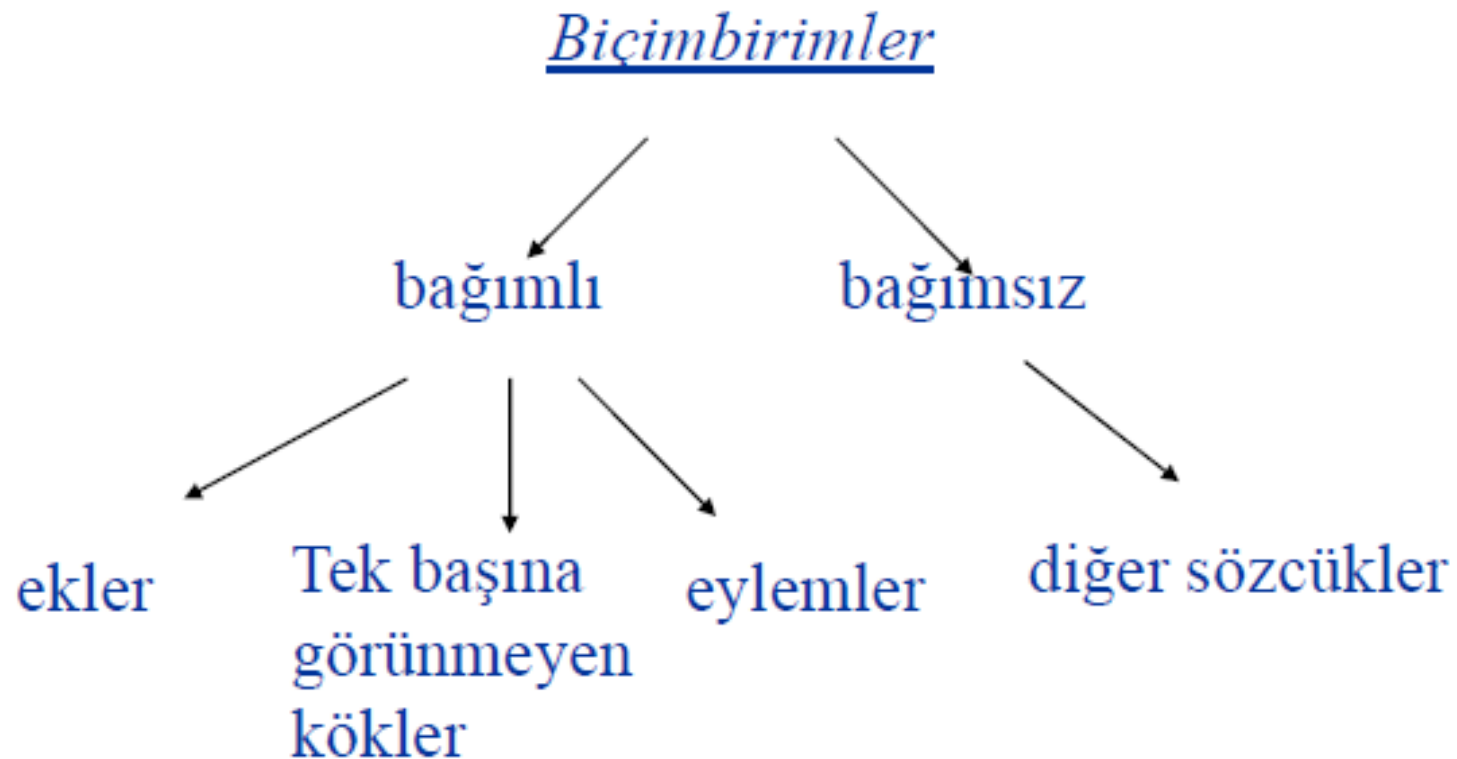 Biçimbirimler
bağımlı
bağımsız
ekler
Tek başına
görünmeyen
kökler
eylemler
diğer sözcükler